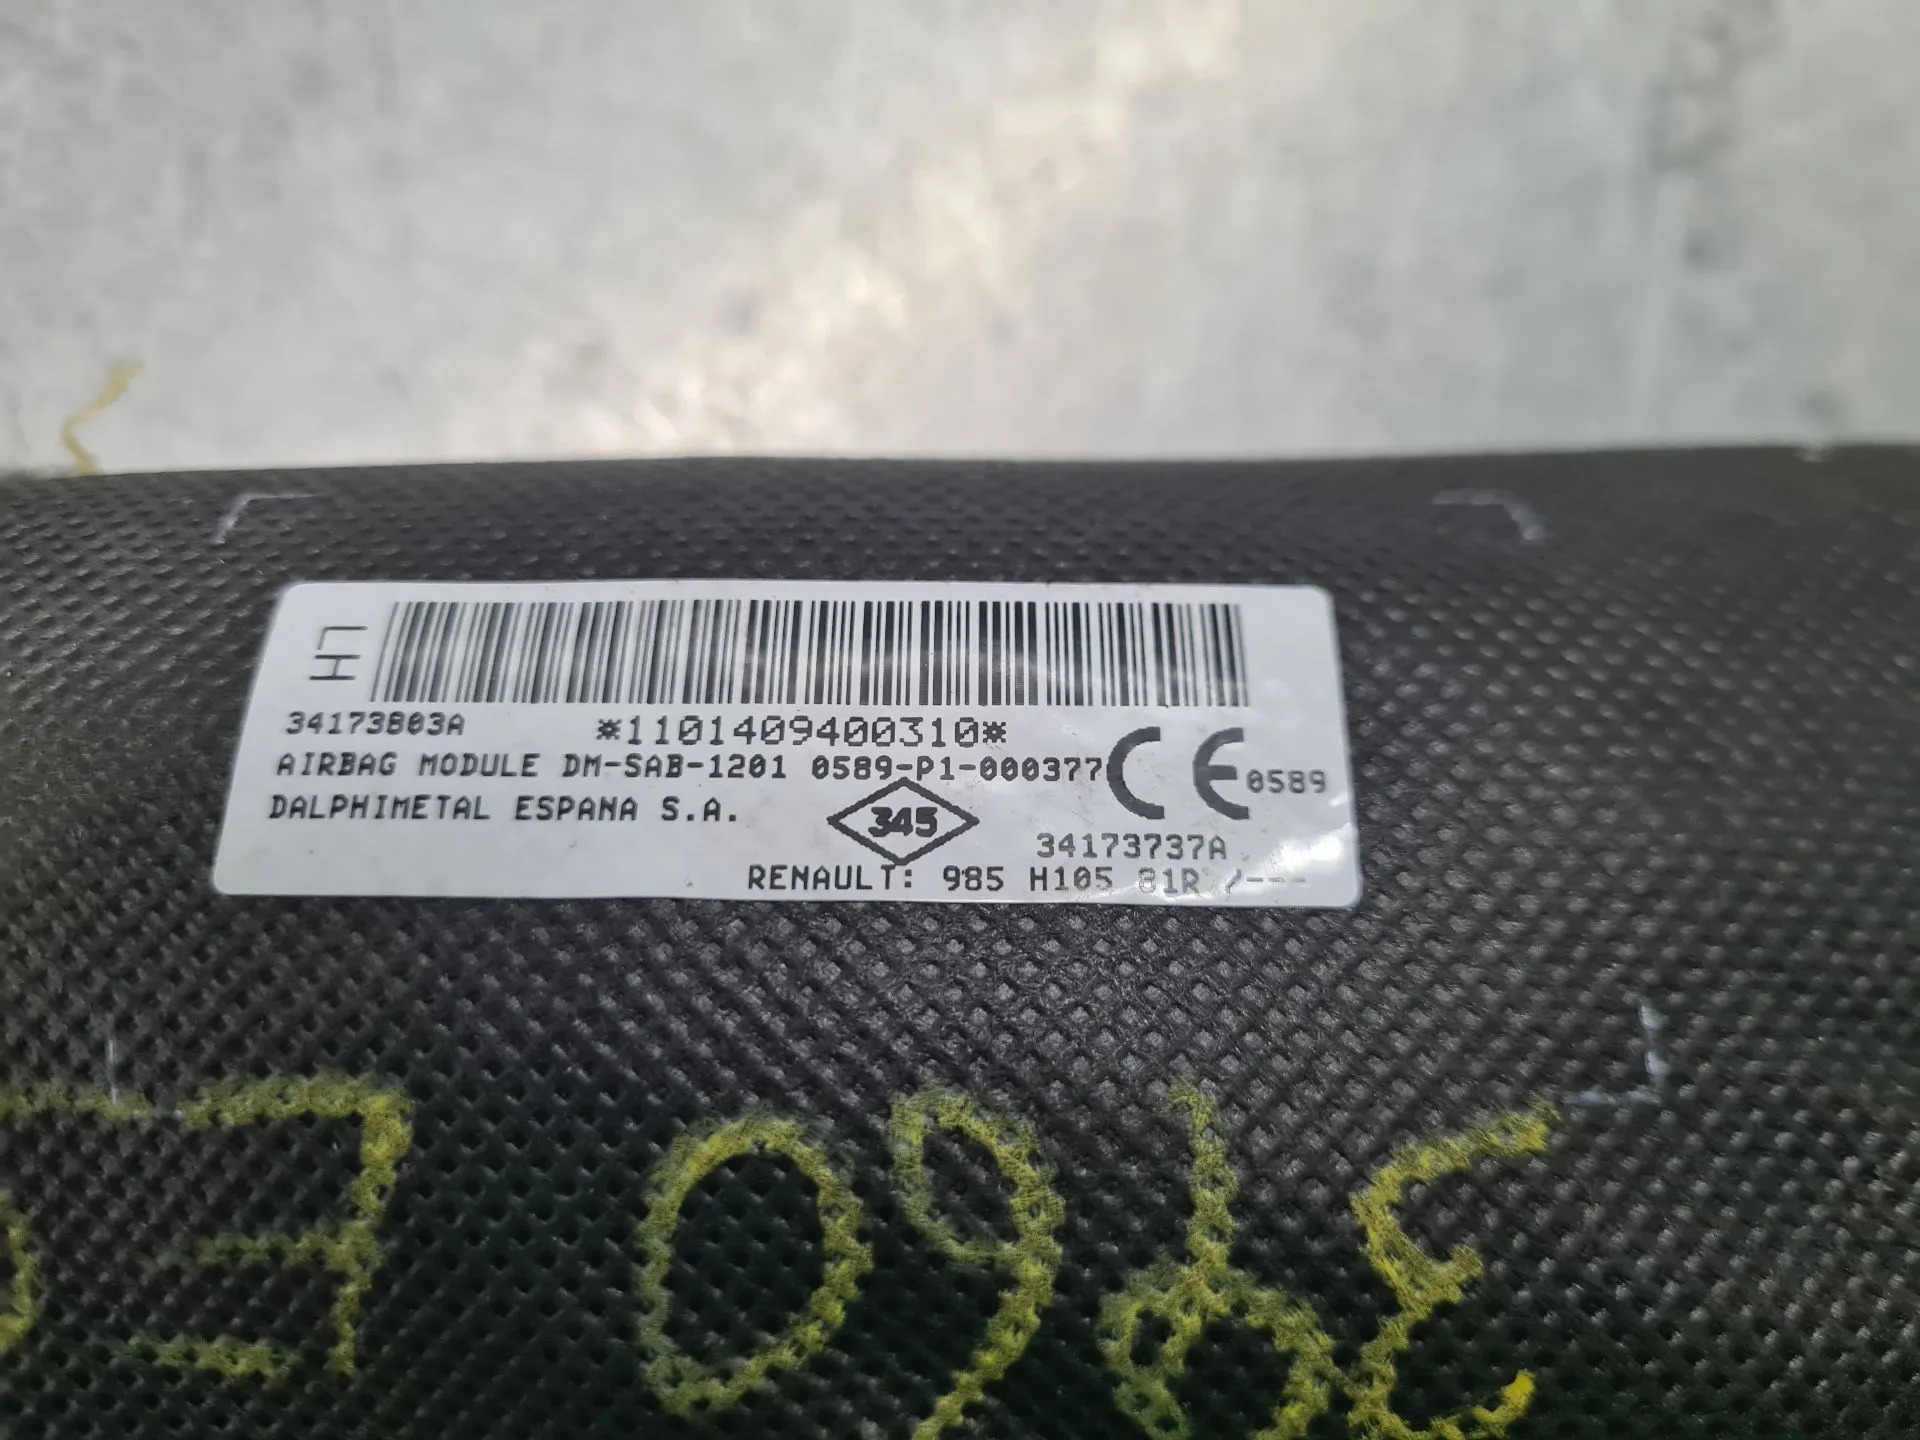 LH
34173803A *1101409400310*
AIRBAG MODULE DM-SAB-1201 0589-P1-000377 CE 0589
DALPHIMETAL ESPANA S.A. 345
34173737A
RENAULT: 985 H105 81R /---